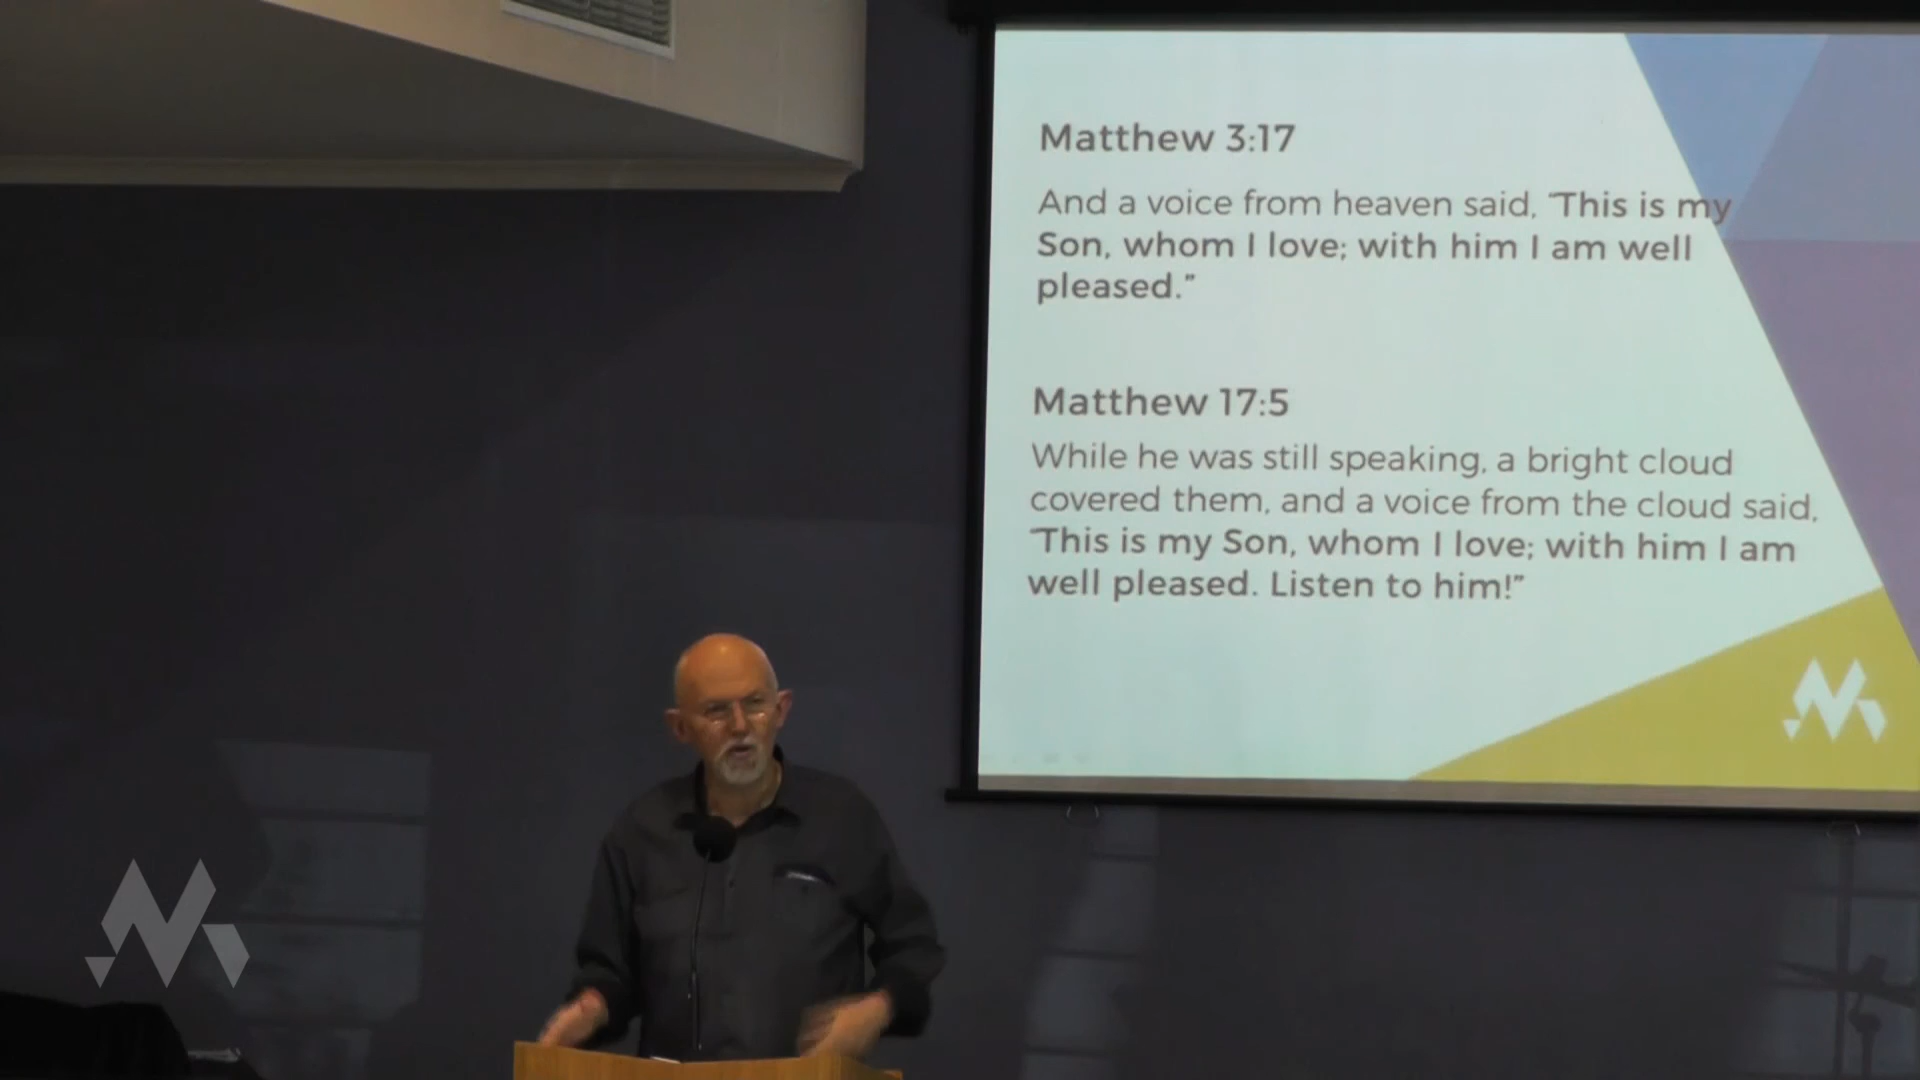 Matthew 3:17
And a voice from heaven said, “This is my
Son, whom I love; with him I am well
pleased.”
Matthew 17:5
While he was still speaking, a bright cloud
covered them, and a voice from the cloud said,
“This is my Son, whom I love; with him I am
well pleased. Listen to him!”